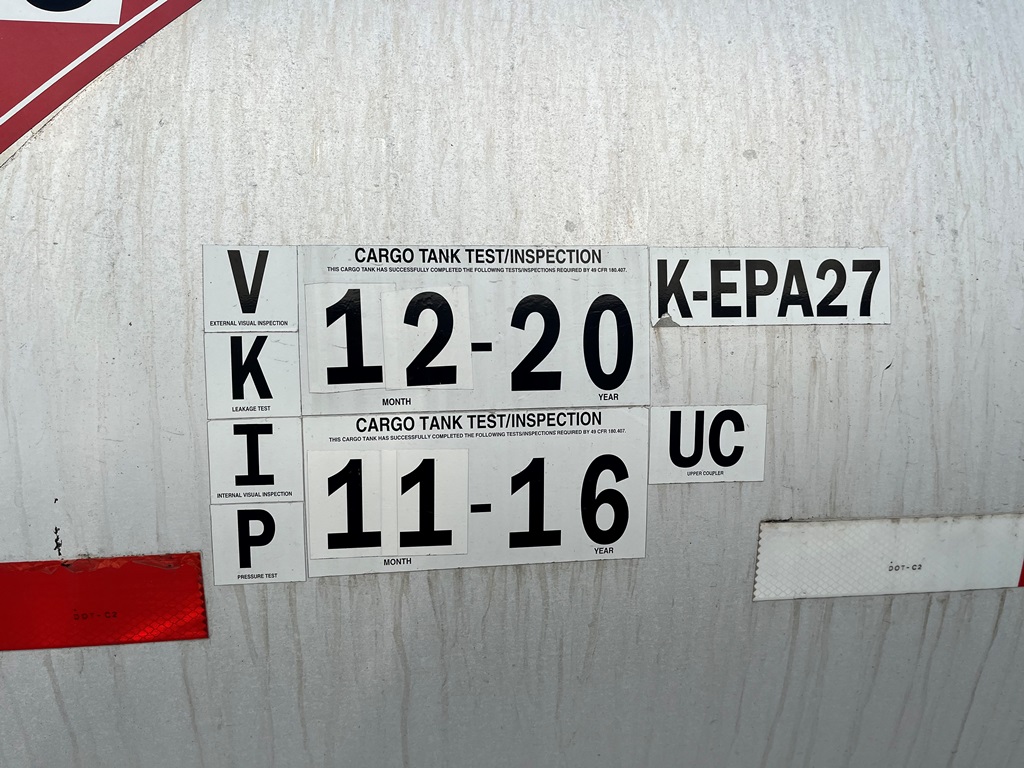 V
EXTERNAL VISUAL INSPECTION
K
LEAKAGE TEST
CARGO TANK TEST/INSPECTION
THIS CARGO TANK HAS SUCCESSFULLY COMPLETED THE FOLLOWING TESTS/INSPECTIONS REQUIRED BY 49 CFR 180.407.
12-20
MONTH YEAR
K-EPA27
I
INTERNAL VISUAL INSPECTION
P
PRESSURE TEST
CARGO TANK TEST/INSPECTION
THIS CARGO TANK HAS SUCCESSFULLY COMPLETED THE FOLLOWING TESTS/INSPECTIONS REQUIRED BY 49 CFR 180.407.
11-16
MONTH YEAR
UC
UPPER COUPLER
DOT-C2
DOT-C2